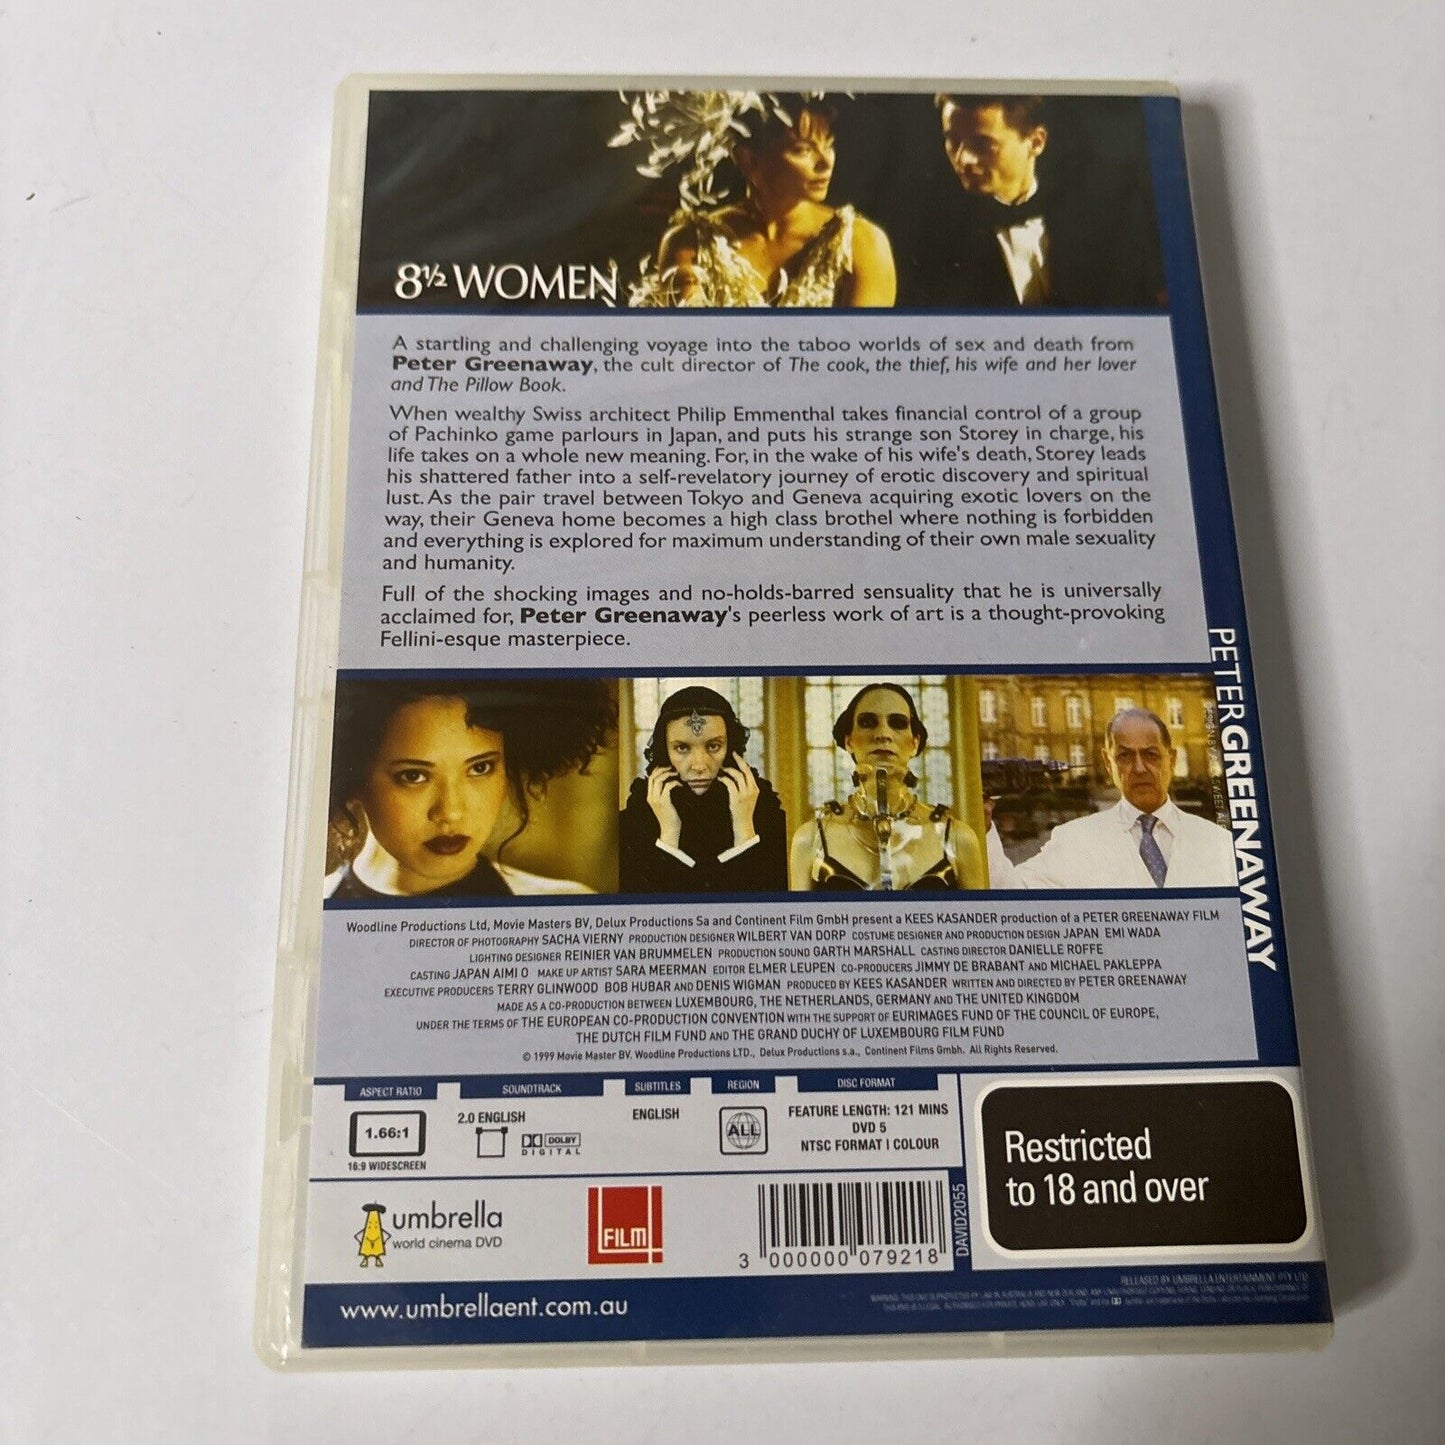 8½ WOMEN
A startling and challenging voyage into the taboo worlds of sex and death from
Peter Greenaway, the cult director of The cook, the thief, his wife and her lover
and The Pillow Book.
When wealthy Swiss architect Philip Emmenthal takes financial control of a group
of Pachinko game parlours in Japan, and puts his strange son Storey in charge, his
life takes on a whole new meaning. For, in the wake of his wife's death, Storey leads
his shattered father into a self-revelatory journey of erotic discovery and spiritual
lust. As the pair travel between Tokyo and Geneva acquiring exotic lovers on the
way, their Geneva home becomes a high class brothel where nothing is forbidden
and everything is explored for maximum understanding of their own male sexuality
and humanity.
Full of the shocking images and no-holds-barred sensuality that he is universally
acclaimed for, Peter Greenaway's peerless work of art is a thought-provoking
Fellini-esque masterpiece.
PETERGREENAWAY
Woodline Productions Ltd, Movie Masters BV, Delux Productions Sa and Continent Film GmbH present a KEES KASANDER production of a PETER GREENAWAY FILM
DIRECTOR OF PHOTOGRAPHY SACHA VIERNY PRODUCTION DESIGNER WILBERT VAN DORP COSTUME DESIGNER AND PRODUCTION DESIGN JAPAN EMI WADA
LIGHTING DESIGNER REINIER VAN BRUMMELEN PRODUCTION SOUND GARTH MARSHALL CASTING DIRECTOR DANIELLE ROFFE
CASTING JAPAN AIMI O MAKE UP ARTIST SARA MEERMAN EDITOR ELMER LEUPEN CO-PRODUCERS JIMMY DE BRABANT AND MICHAEL PAKLEPPA
EXECUTIVE PRODUCERS TERRY GLINWOOD BOB HUBAR AND DENIS WIGMAN PRODUCED BY KEES KASANDER WRITTEN AND DIRECTED BY PETER GREENAWAY
MADE AS A CO-PRODUCTION BETWEEN LUXEMBOURG, THE NETHERLANDS, GERMANY AND THE UNITED KINGDOM
UNDER THE TERMS OF THE EUROPEAN CO-PRODUCTION CONVENTION WITH THE SUPPORT OF EURIMAGES FUND OF THE COUNCIL OF EUROPE,
THE DUTCH FILM FUND AND THE GRAND DUCHY OF LUXEMBOURG FILM FUND
© 1999 Movie Master BV. Woodline Productions LTD., Delux Productions s.a., Continent Films Gmbh. All Rights Reserved.
ASPECT RATIO
1.66:1
16:9 WIDESCREEN
SOUNDTRACK
2.0 ENGLISH
DOLBY
DIGITAL
SUBTITLES
ENGLISH
REGION
ALL
DISC FORMAT
FEATURE LENGTH: 121 MINS
DVD 5
NTSC FORMAT I COLOUR
Restricted
to 18 and over
umbrella
world cinema DVD
FILM
3 000000 079218
DAVID2055
www.umbrellaent.com.au
RELEASED BY UMBRELLA ENTERTAINMENT PTY LTD